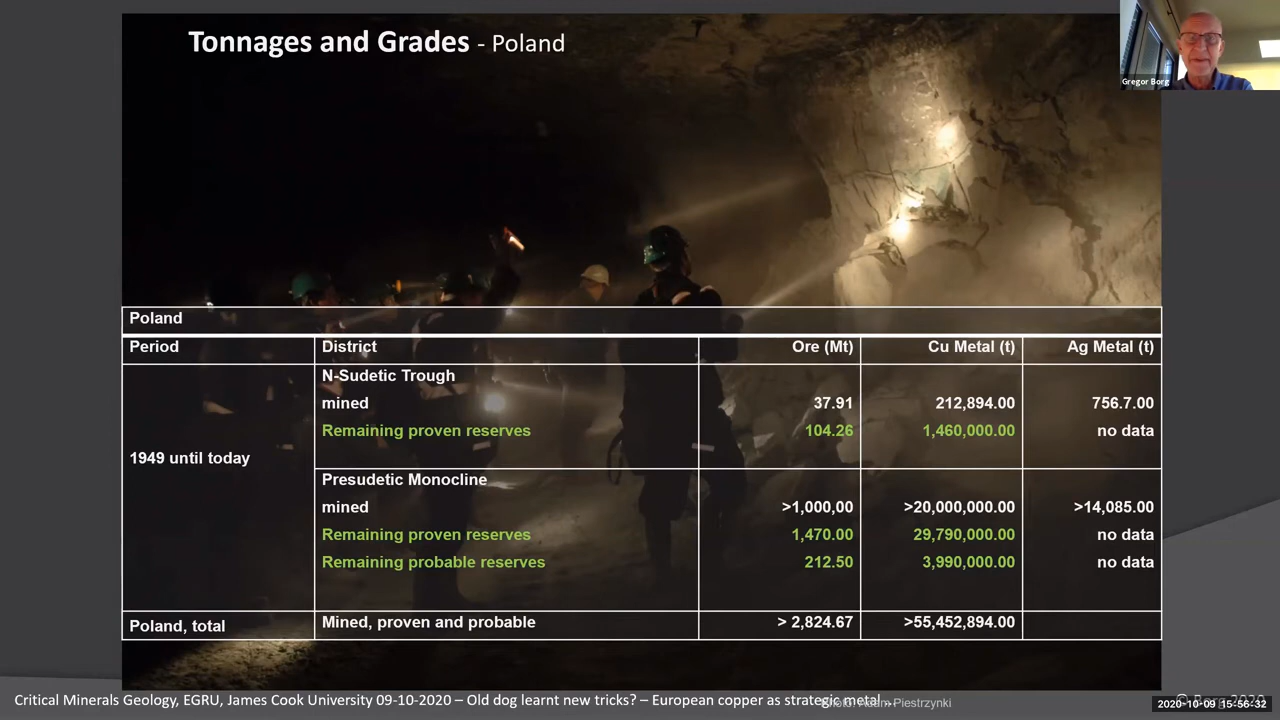 Tonnages and Grades - Poland
Gregor Borg
Poland
Period District Ore (Mt) Cu Metal (t) Ag Metal (t)
N-Sudetic Trough
mined 37.91 212,894.00 756.7.00
Remaining proven reserves 104.26 1,460,000.00 no data
1949 until today
Presudetic Monocline
mined >1,000,00 >20,000,000.00 >14,085.00
Remaining proven reserves 1,470.00 29,790,000.00 no data
Remaining probable reserves 212.50 3,990,000.00 no data
Poland, total Mined, proven and probable > 2,824.67 >55,452,894.00
Critical Minerals Geology, EGRU, James Cook University 09-10-2020 – Old dog learnt new tricks? – European copper as strategic metal...
Photo: Adam Piestrzynki
© Borg 2020
2020-10-09 15:56:32